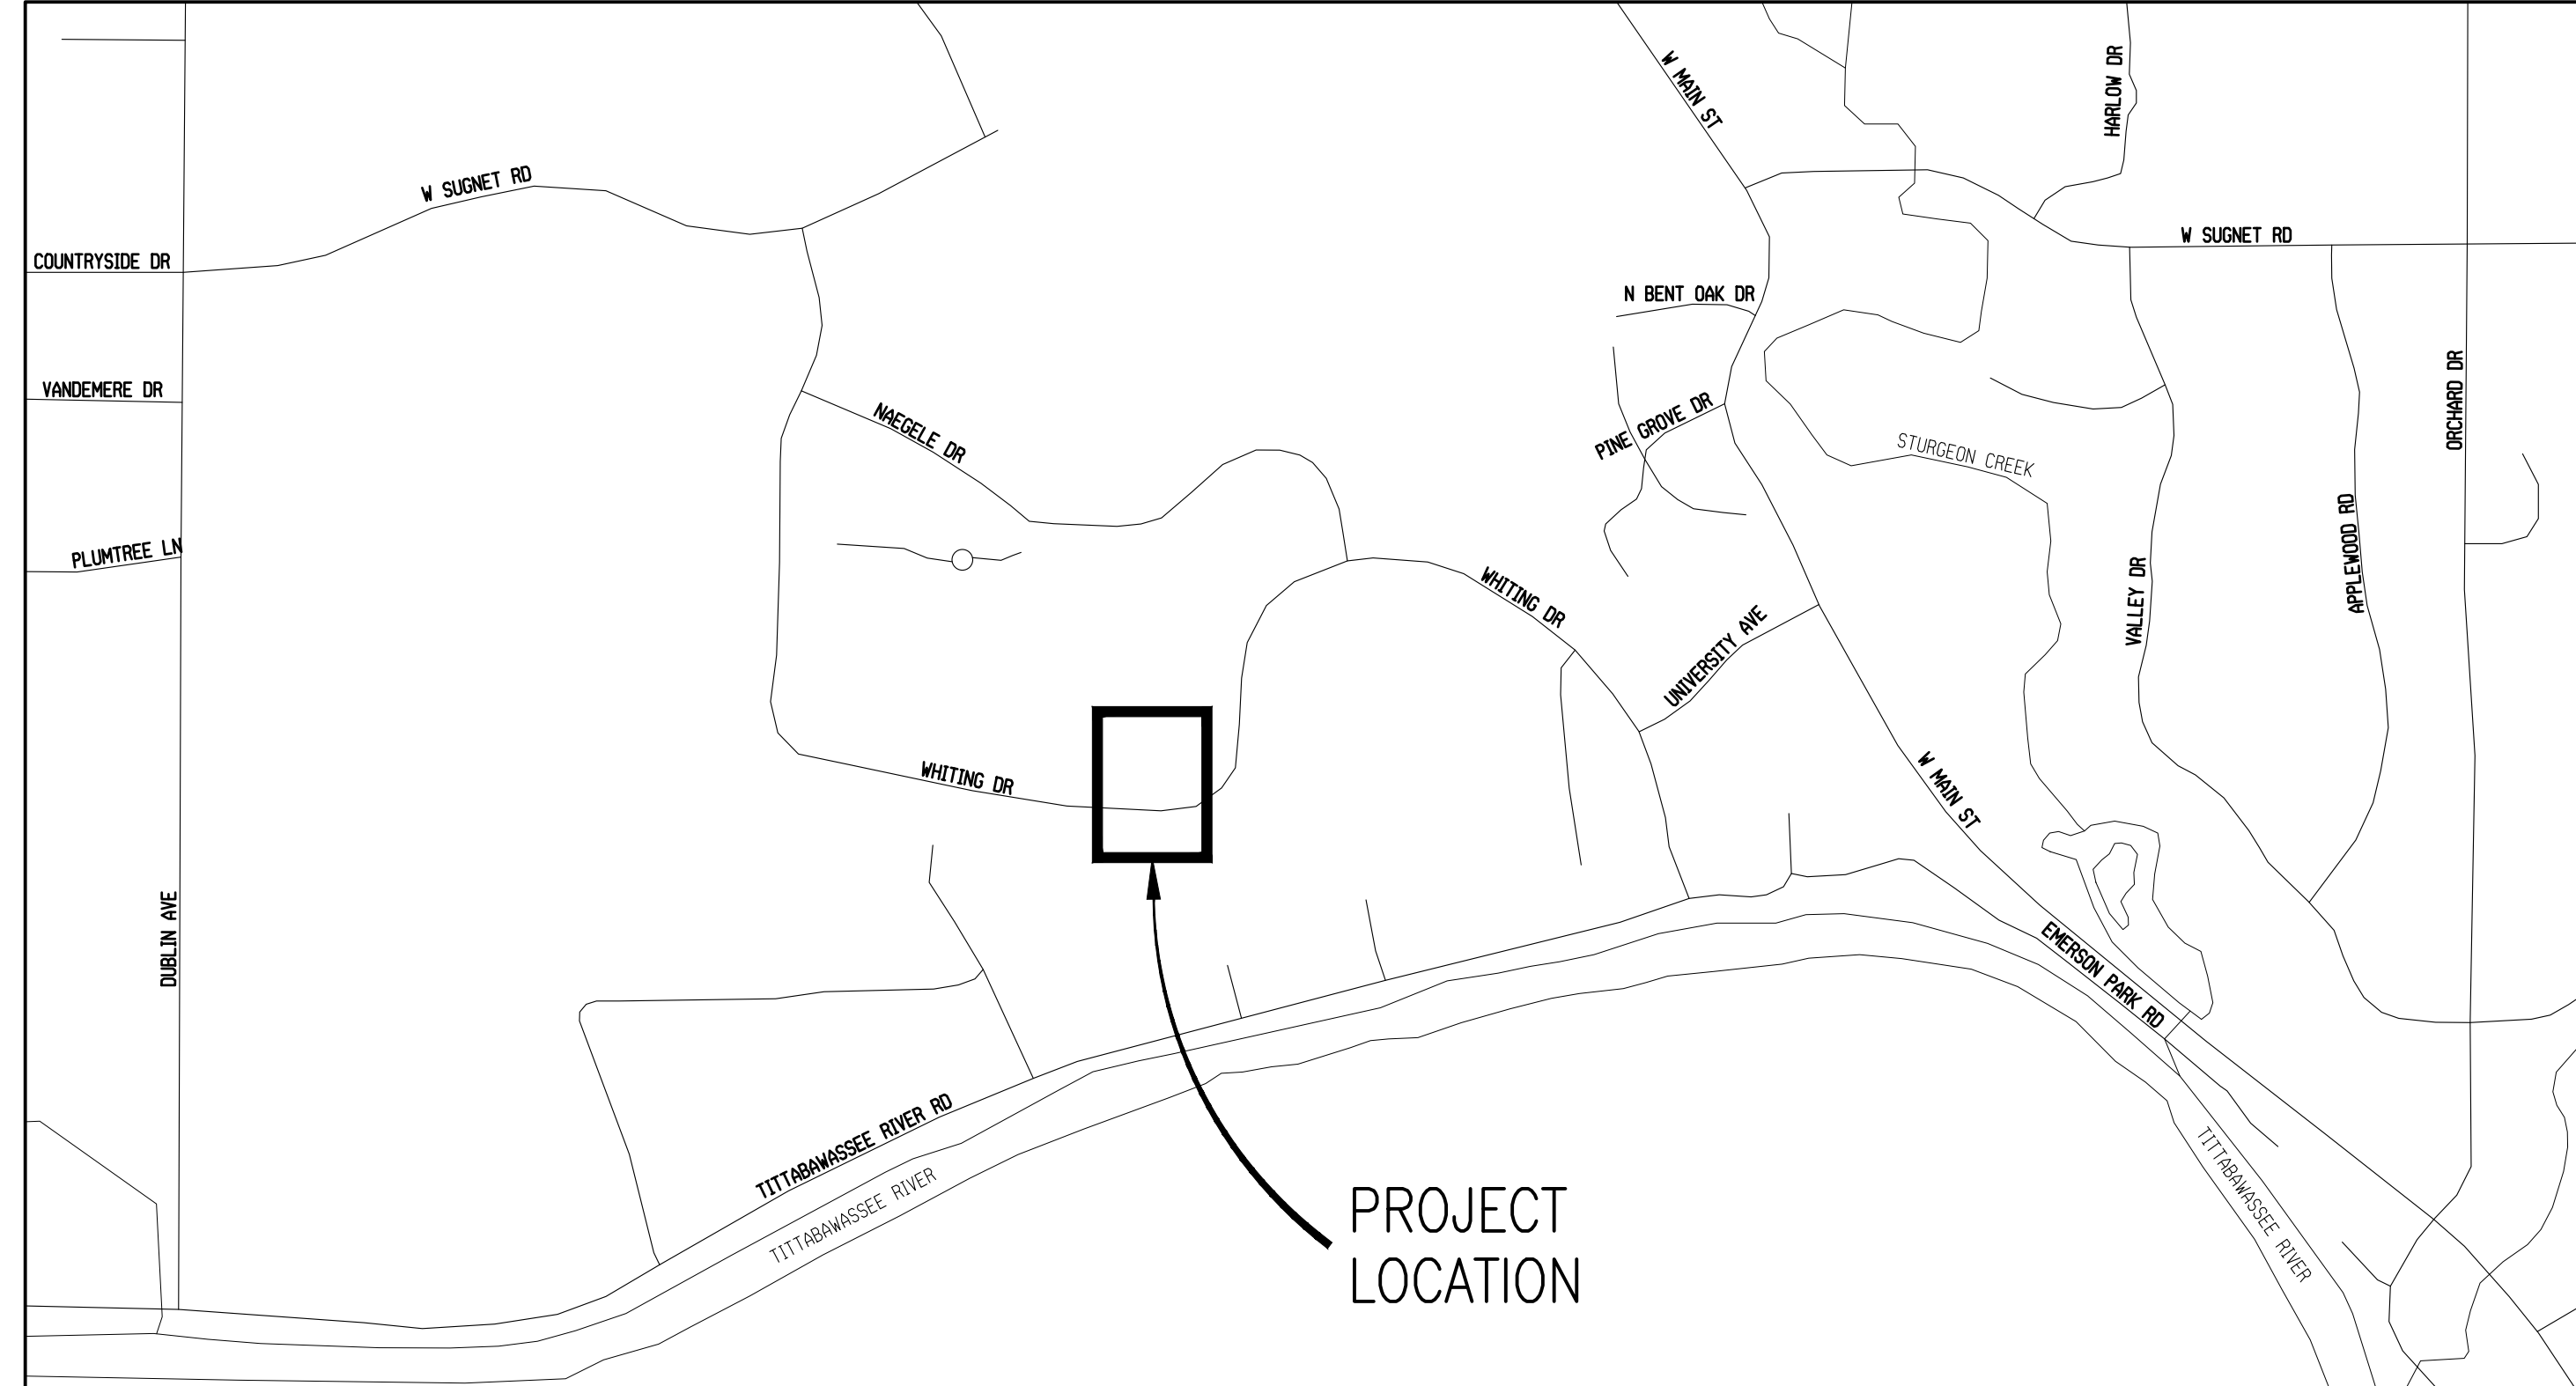 W MAIN ST
HARLOW DR
W SUGNET RD
W SUGNET RD
COUNTRYSIDE DR
N BENT OAK DR
VANDEMERE DR
NAEGELE DR
PINE GROVE DR
ORCHARD DR
STURGEON CREEK
PLUMTREE LN
APPLEWOOD RD
WHITING DR
VALLEY DR
UNIVERSITY AVE
WHITING DR
W MAIN ST
DUBLIN AVE
EMERSON PARK RD
TITTABAWASSEE RIVER RD
TITTABAWASSEE RIVER
TITTABAWASSEE RIVER
PROJECT
LOCATION